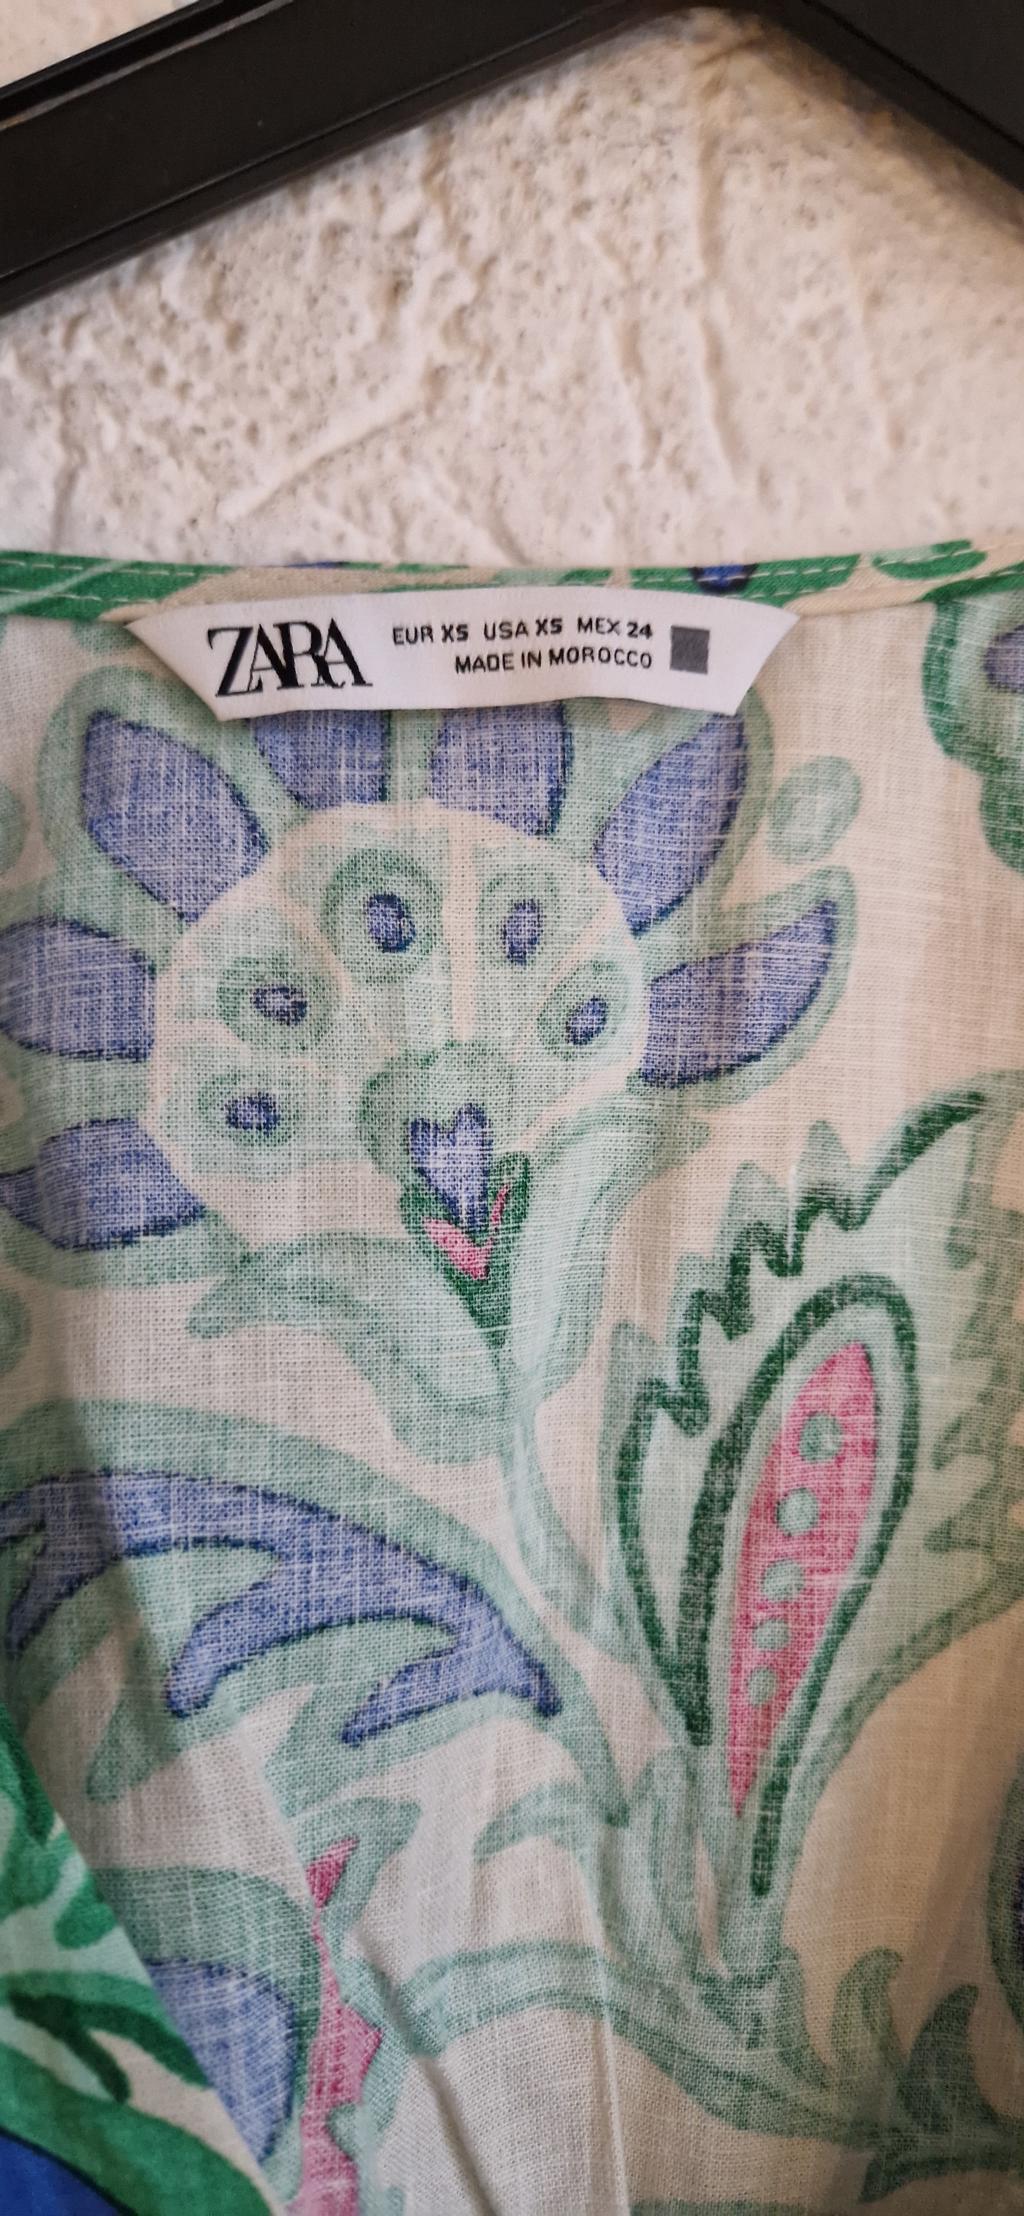 ZARA
EUR XS USA XS MEX 24
MADE IN MOROCCO